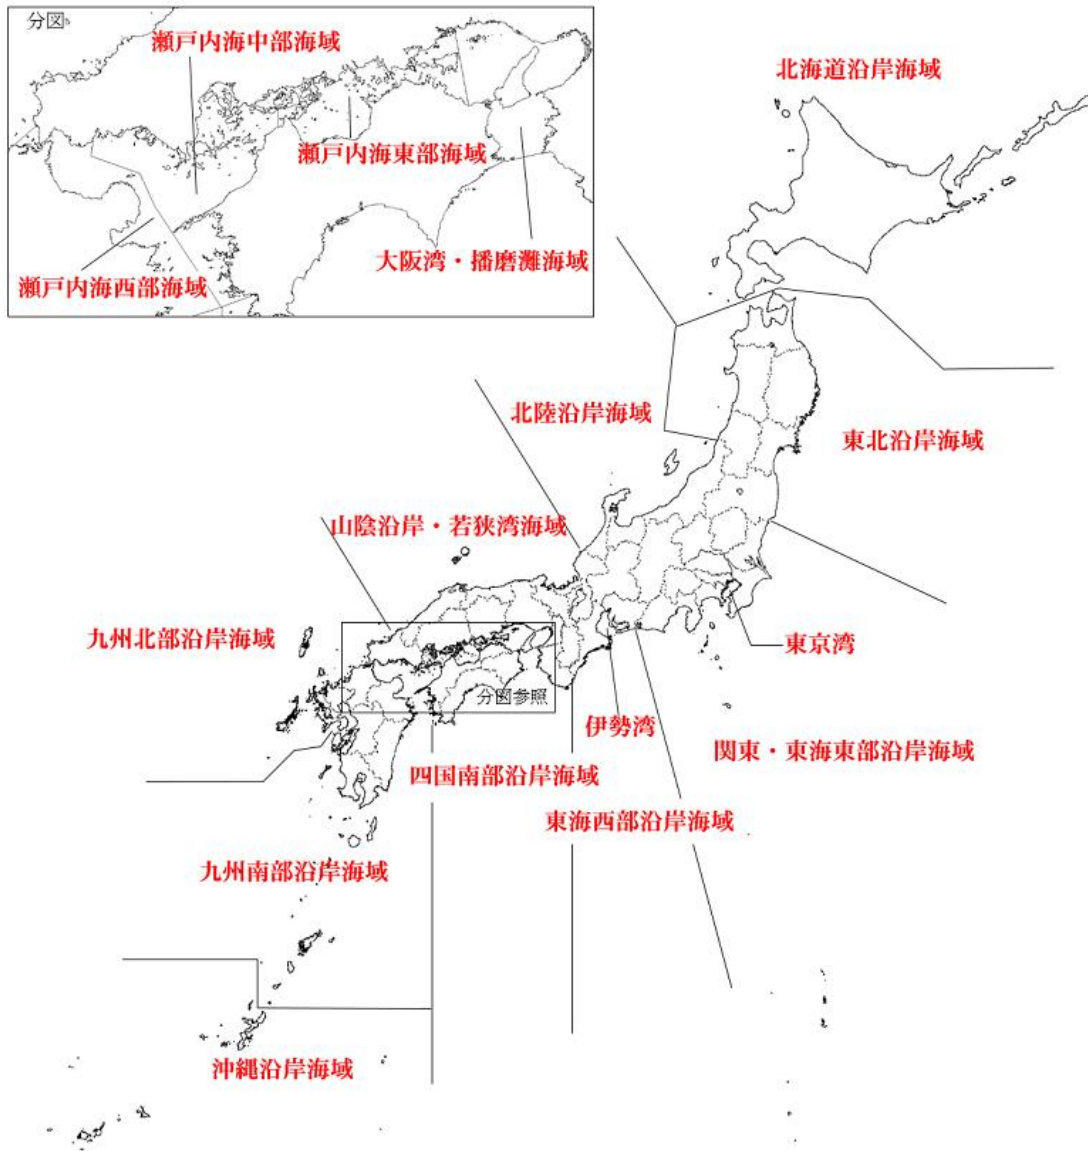 分図
瀬戸内海中部海域
瀬戸内海東部海域
大阪湾・播磨灘海域
瀬戸内海西部海域
北海道沿岸海域
北陸沿岸海域
東北沿岸海域
山陰沿岸・若狭湾海域
九州北部沿岸海域
東京湾
分図参照
伊勢湾
関東・東海東部沿岸海域
四国南部沿岸海域
東海西部沿岸海域
九州南部沿岸海域
沖縄沿岸海域